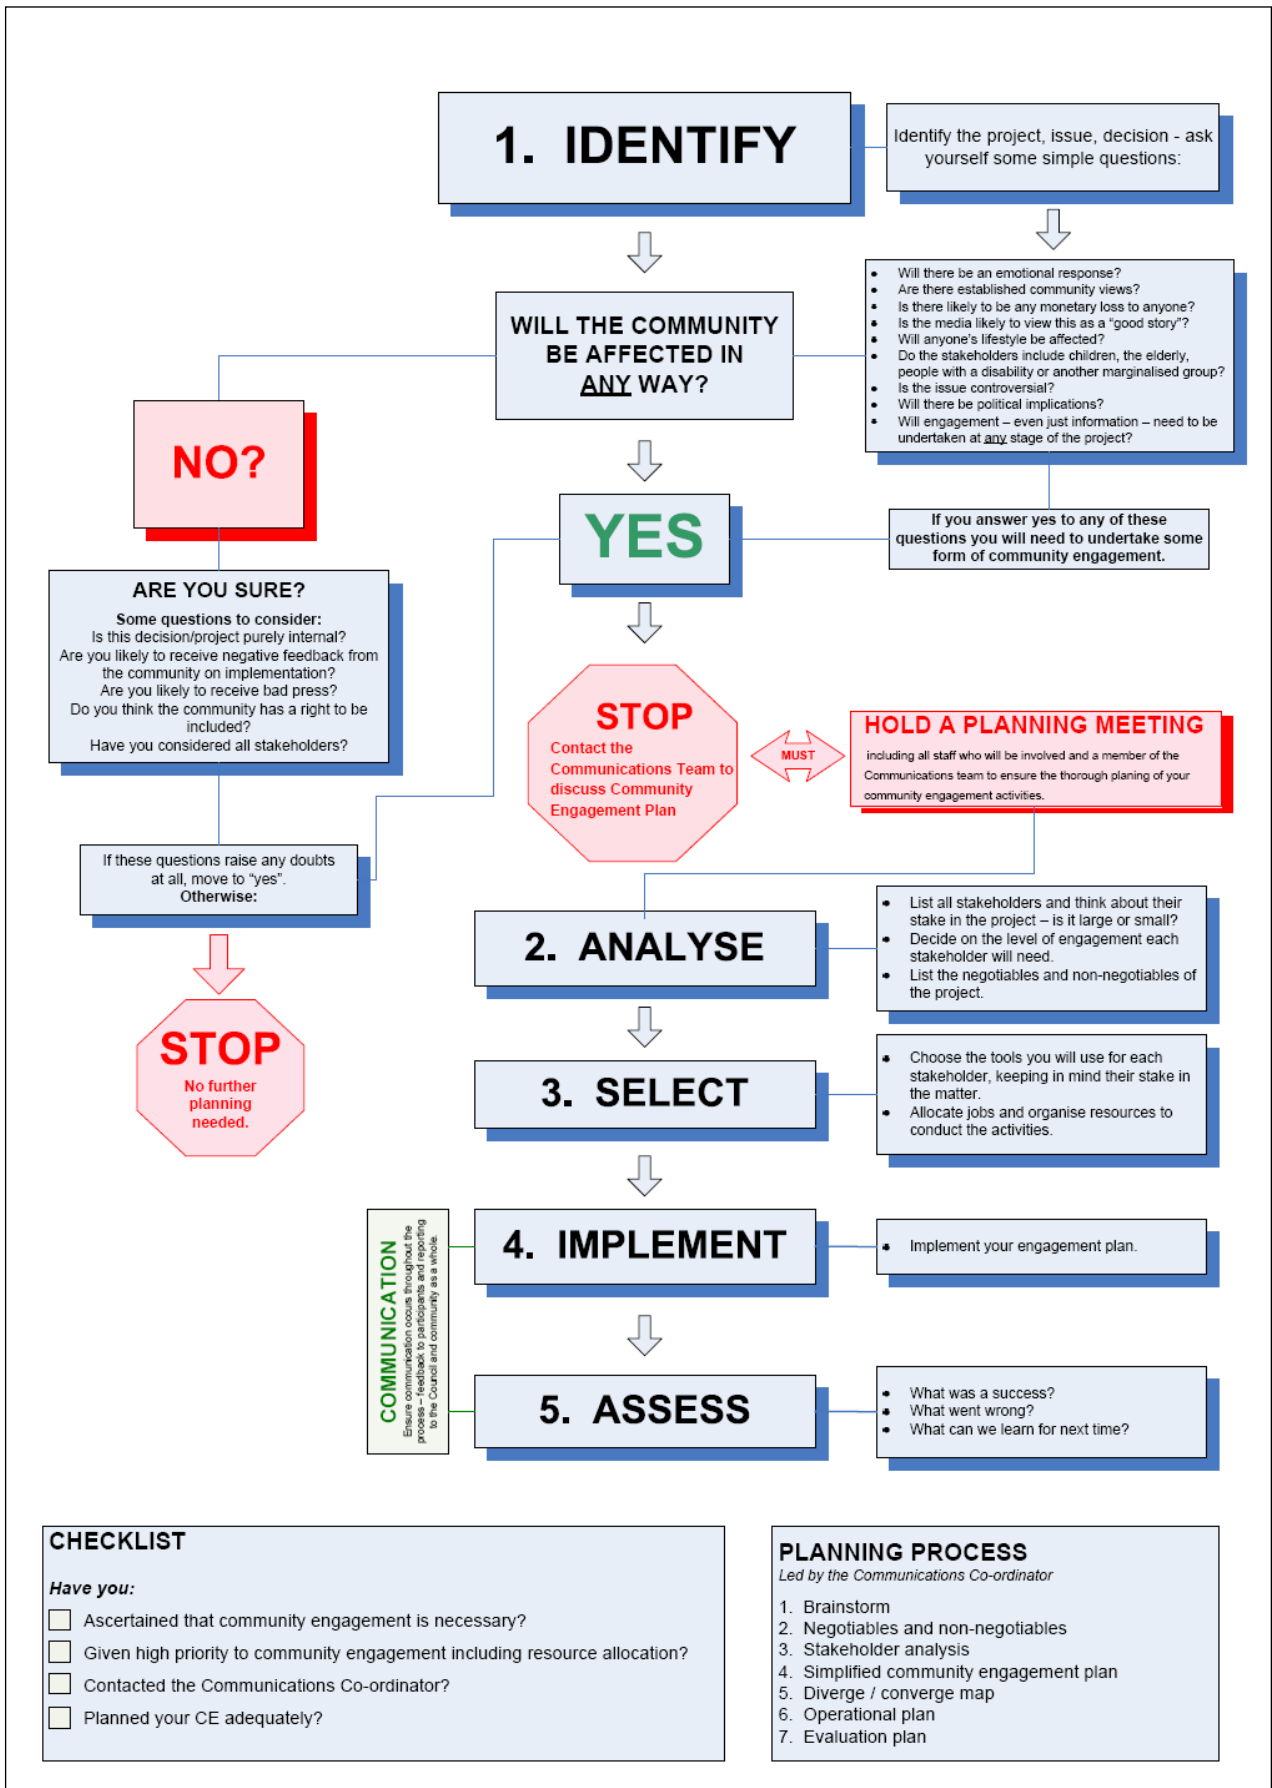 1. IDENTIFY
Identify the project, issue, decision - ask
yourself some simple questions:
WILL THE COMMUNITY
BE AFFECTED IN
ANY WAY?
• Will there be an emotional response?
• Are there established community views?
• Is there likely to be any monetary loss to anyone?
• Is the media likely to view this as a “good story”?
• Will anyone’s lifestyle be affected?
• Do the stakeholders include children, the elderly,
people with a disability or another marginalised group?
• Is the issue controversial?
• Will there be political implications?
• Will engagement – even just information – need to be
undertaken at any stage of the project?
NO?
YES
If you answer yes to any of these
questions you will need to undertake some
form of community engagement.
ARE YOU SURE?
Some questions to consider:
Is this decision/project purely internal?
Are you likely to receive negative feedback from
the community on implementation?
Are you likely to receive bad press?
Do you think the community has a right to be
included?
Have you considered all stakeholders?
STOP
Contact the
Communications Team to
discuss Community
Engagement Plan
MUST
HOLD A PLANNING MEETING
including all staff who will be involved and a member of the
Communications team to ensure the thorough planing of your
community engagement activities.
If these questions raise any doubts
at all, move to “yes”.
Otherwise:
STOP
No further
planning
needed.
2. ANALYSE
• List all stakeholders and think about their
stake in the project – is it large or small?
• Decide on the level of engagement each
stakeholder will need.
• List the negotiables and non-negotiables of
the project.
3. SELECT
• Choose the tools you will use for each
stakeholder, keeping in mind their stake in
the matter.
• Allocate jobs and organise resources to
conduct the activities.
COMMUNICATION
Ensure communication occurs throughout the
process – feedback to participants and reporting
to the Council and community as a whole.
4. IMPLEMENT
• Implement your engagement plan.
5. ASSESS
• What was a success?
• What went wrong?
• What can we learn for next time?
CHECKLIST
Have you:
Ascertained that community engagement is necessary?
Given high priority to community engagement including resource allocation?
Contacted the Communications Co-ordinator?
Planned your CE adequately?
PLANNING PROCESS
Led by the Communications Co-ordinator
1. Brainstorm
2. Negotiables and non-negotiables
3. Stakeholder analysis
4. Simplified community engagement plan
5. Diverge / converge map
6. Operational plan
7. Evaluation plan